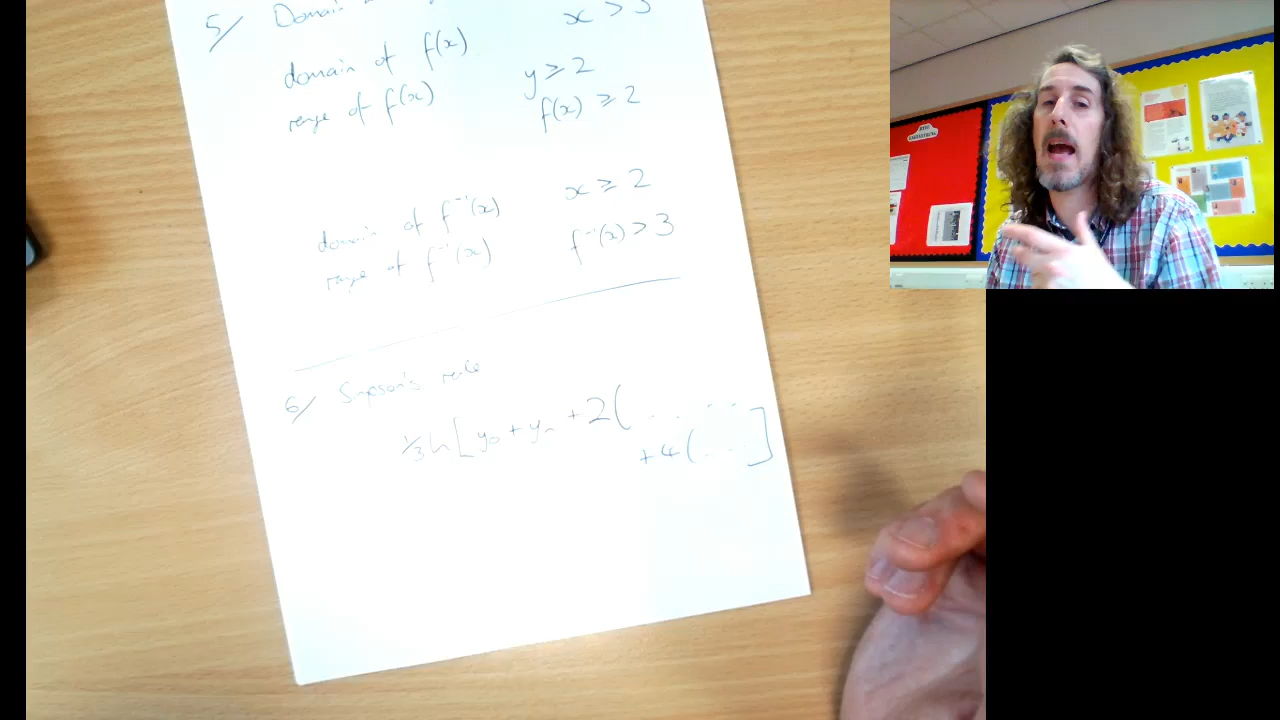 5/ Domain
x > 3
domain of f(x)
range of f(x) y ≥ 2
f(x) ≥ 2
domain of f⁻¹(x) x ≥ 2
range of f⁻¹(x) f⁻¹(x) > 3
6/ Simpson's rule
1/3 h [ y₀ + yₙ + 2( . . . .
+ 4( . . . ]